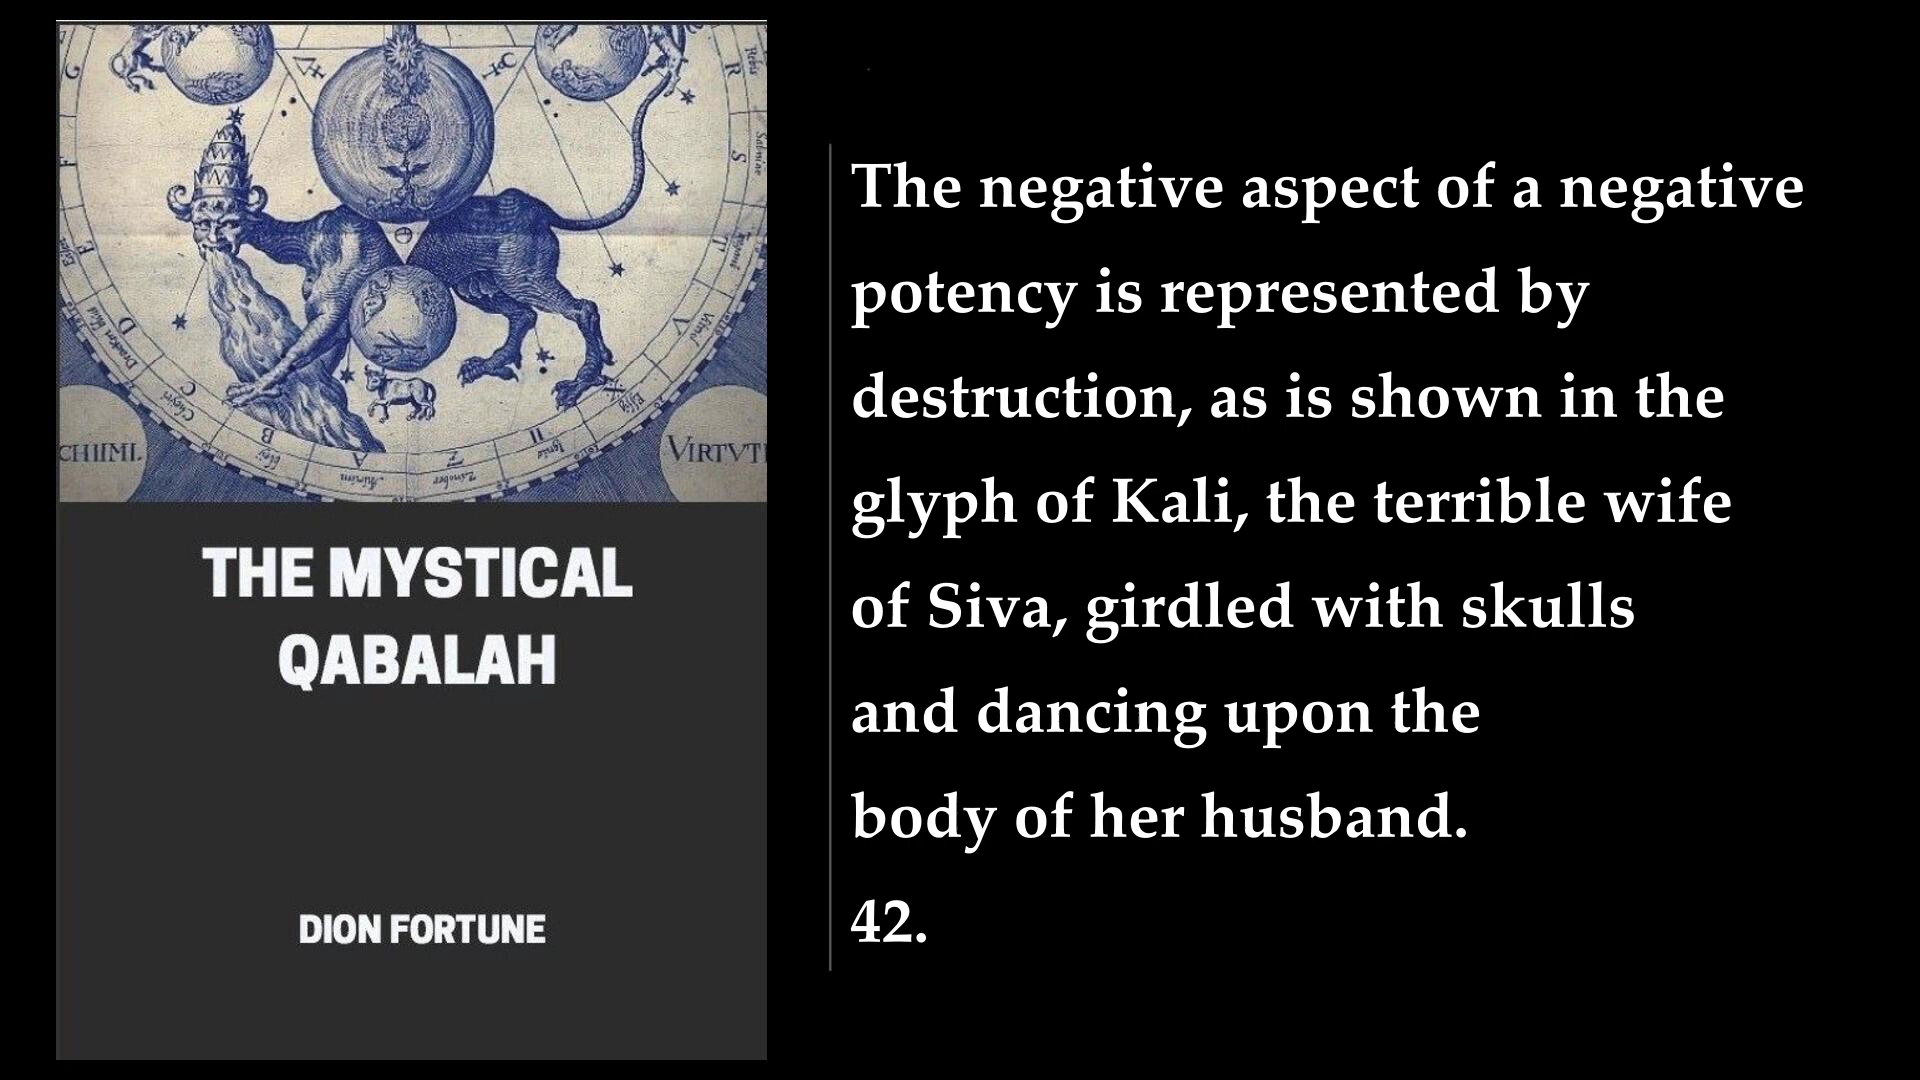 THE MYSTICAL
QABALAH
DION FORTUNE
CHIIMI.
VIRTVTI
The negative aspect of a negative
potency is represented by
destruction, as is shown in the
glyph of Kali, the terrible wife
of Siva, girdled with skulls
and dancing upon the
body of her husband.
42.